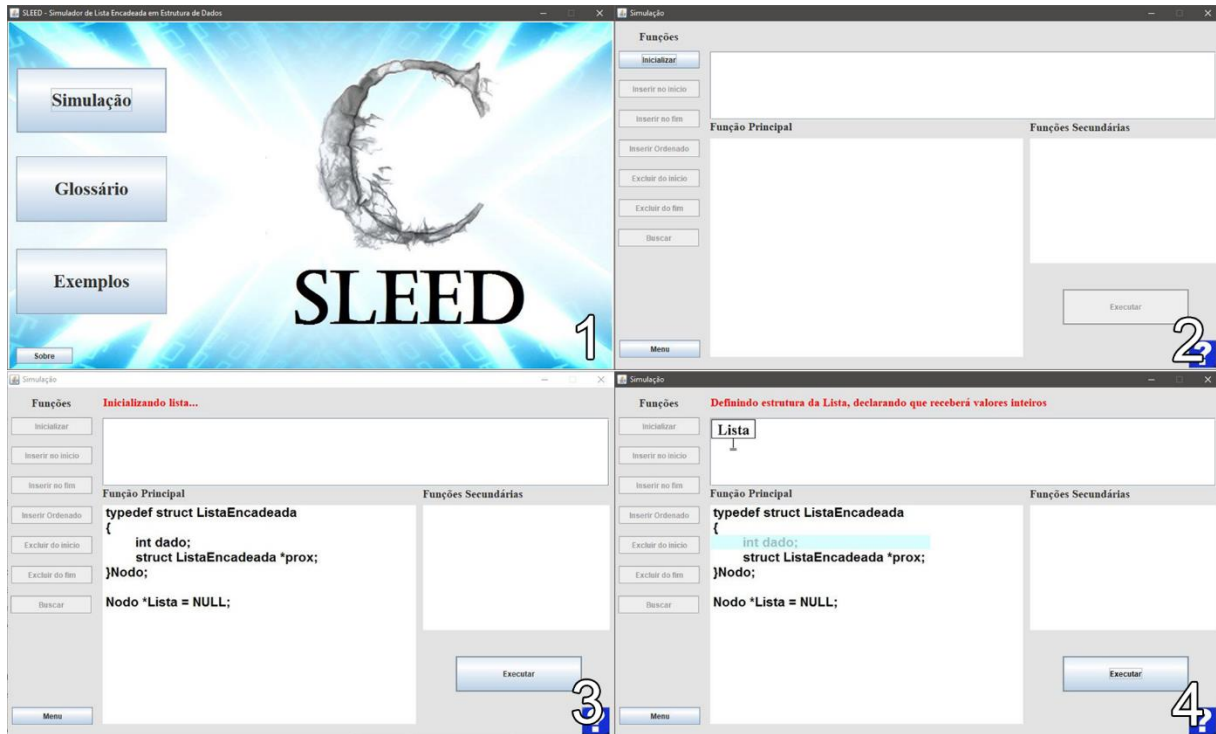 SLEED - Simulador de Lista Encadeada em Estrutura de Dados
Simulação
Glossário
Exemplos
Sobre
SLEED
1
Simulação
Funções
Inicializar
Inserir no início
Inserir no fim
Inserir Ordenado
Excluir do início
Excluir do fim
Buscar
Menu
Função Principal
Funções Secundárias
Executar
2
?
Simulação
Funções
Inicializando lista...
Inicializar
Inserir no início
Inserir no fim
Inserir Ordenado
Excluir do início
Excluir do fim
Buscar
Menu
Função Principal
typedef struct ListaEncadeada
{
int dado;
struct ListaEncadeada *prox;
}Nodo;
Nodo *Lista = NULL;
Funções Secundárias
Executar
3
?
Simulação
Funções
Definindo estrutura da Lista, declarando que receberá valores inteiros
Inicializar
Inserir no início
Inserir no fim
Inserir Ordenado
Excluir do início
Excluir do fim
Buscar
Menu
Lista
Função Principal
typedef struct ListaEncadeada
{
int dado;
struct ListaEncadeada *prox;
}Nodo;
Nodo *Lista = NULL;
Funções Secundárias
Executar
4
?